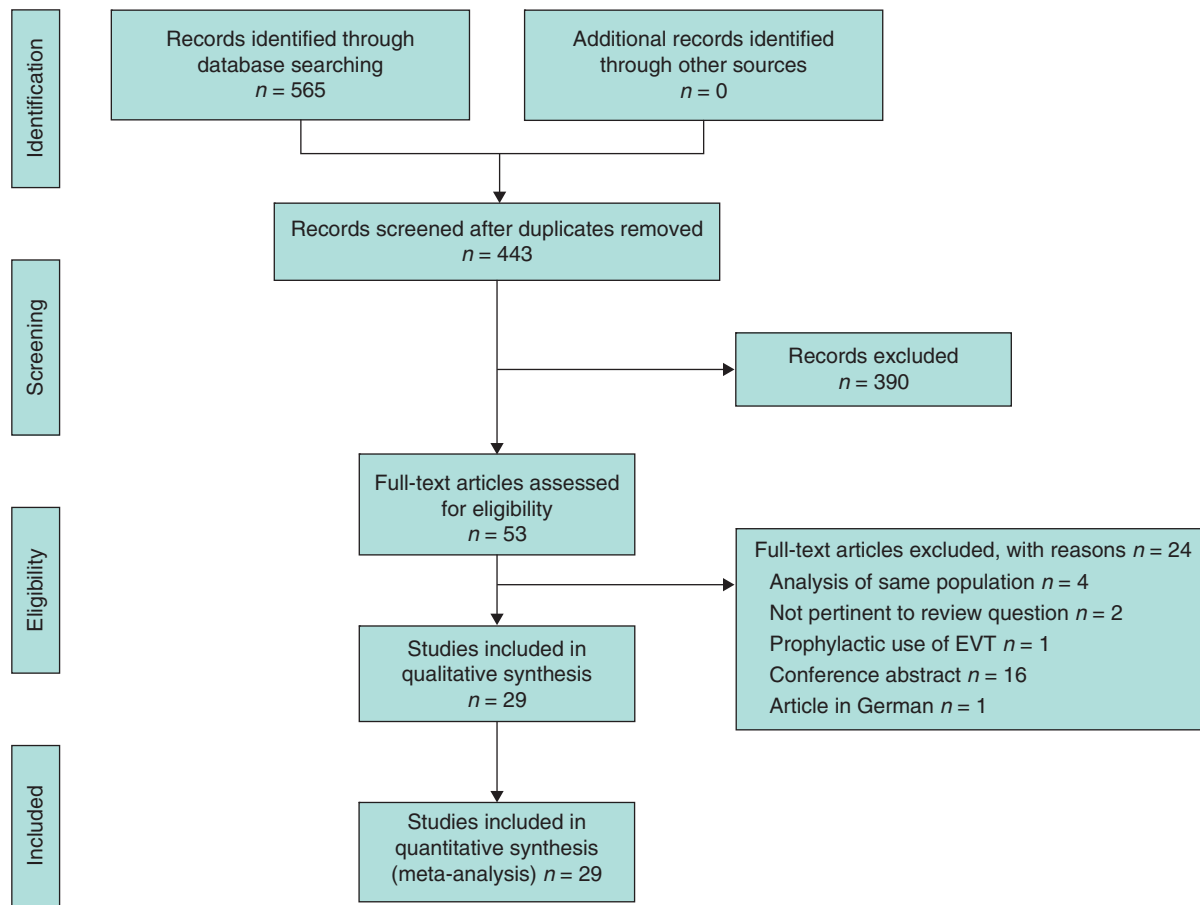 Identification
Records identified through
database searching
n = 565
Additional records identified
through other sources
n = 0
Records screened after duplicates removed
n = 443
Screening
Records excluded
n = 390
Full-text articles assessed
for eligibility
n = 53
Eligibility
Full-text articles excluded, with reasons n = 24
Analysis of same population n = 4
Not pertinent to review question n = 2
Prophylactic use of EVT n = 1
Conference abstract n = 16
Article in German n = 1
Studies included in
qualitative synthesis
n = 29
Included
Studies included in
quantitative synthesis
(meta-analysis) n = 29